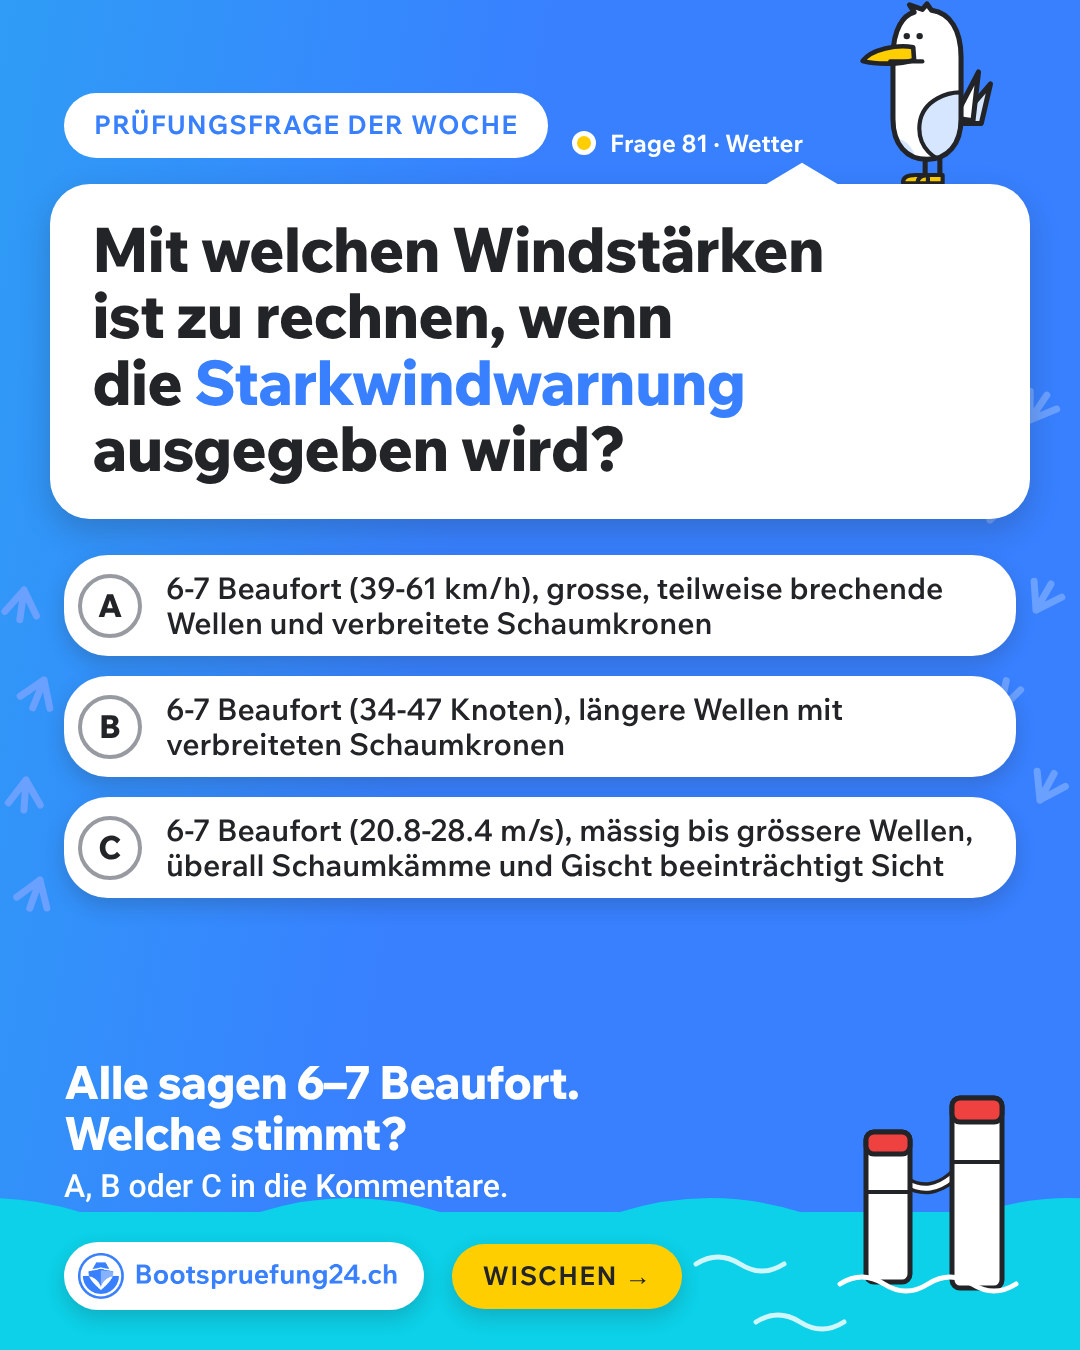 PRÜFUNGSFRAGE DER WOCHE
Frage 81 · Wetter
Mit welchen Windstärken
ist zu rechnen, wenn
die Starkwindwarnung
ausgegeben wird?
A
6-7 Beaufort (39-61 km/h), grosse, teilweise brechende
Wellen und verbreitete Schaumkronen
B
6-7 Beaufort (34-47 Knoten), längere Wellen mit
verbreiteten Schaumkronen
C
6-7 Beaufort (20.8-28.4 m/s), mässig bis grössere Wellen,
überall Schaumkämme und Gischt beeinträchtigt Sicht
Alle sagen 6–7 Beaufort.
Welche stimmt?
A, B oder C in die Kommentare.
Bootspruefung24.ch
WISCHEN →